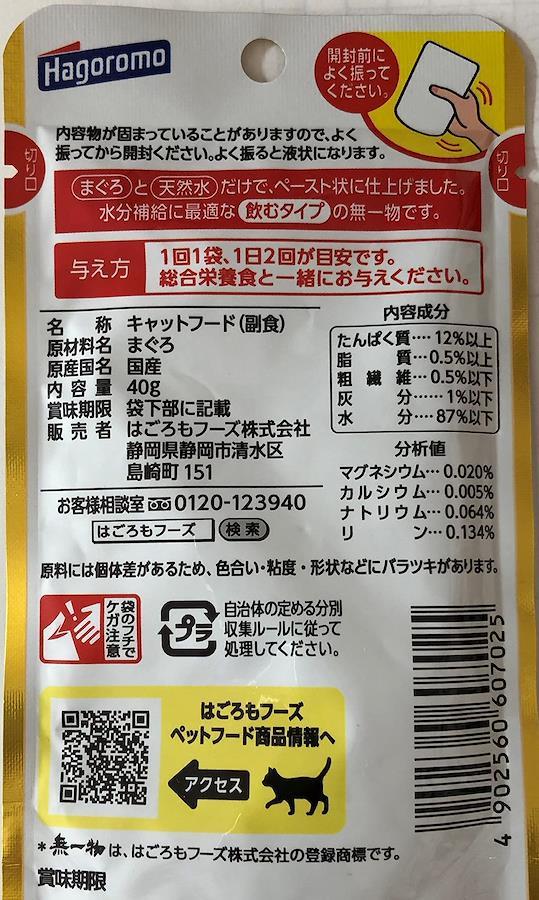 Hagoromo
開封前に
よく振って
ください。
内容物が固まっていることがありますので、よく
振ってから開封ください。よく振ると液状になります。
切り口
切り口
まぐろと天然水だけで、ペースト状に仕上げました。
水分補給に最適な飲むタイプの無一物です。
与え方
1回1袋、1日2回が目安です。
総合栄養食と一緒にお与えください。
名称 キャットフード(副食)
原材料名 まぐろ
原産国名 国産
内容量 40g
賞味期限 袋下部に記載
販売者 はごろもフーズ株式会社
静岡県静岡市清水区
島崎町151
お客様相談室 0120-123940
はごろもフーズ 検索
内容成分
たんぱく質…12%以上
脂質…0.5%以上
粗繊維…0.5%以下
灰分…1%以下
水分…87%以下
分析値
マグネシウム…0.020%
カルシウム…0.005%
ナトリウム…0.064%
リン…0.134%
原料には個体差があるため、色合い・粘度・形状などにバラツキがあります。
袋のフチで
ケガ注意
プラ
自治体の定める分別
収集ルールに従って
処理してください。
はごろもフーズ
ペットフード商品情報へ
アクセス
4 902560 607025
*無一物は、はごろもフーズ株式会社の登録商標です。
賞味期限